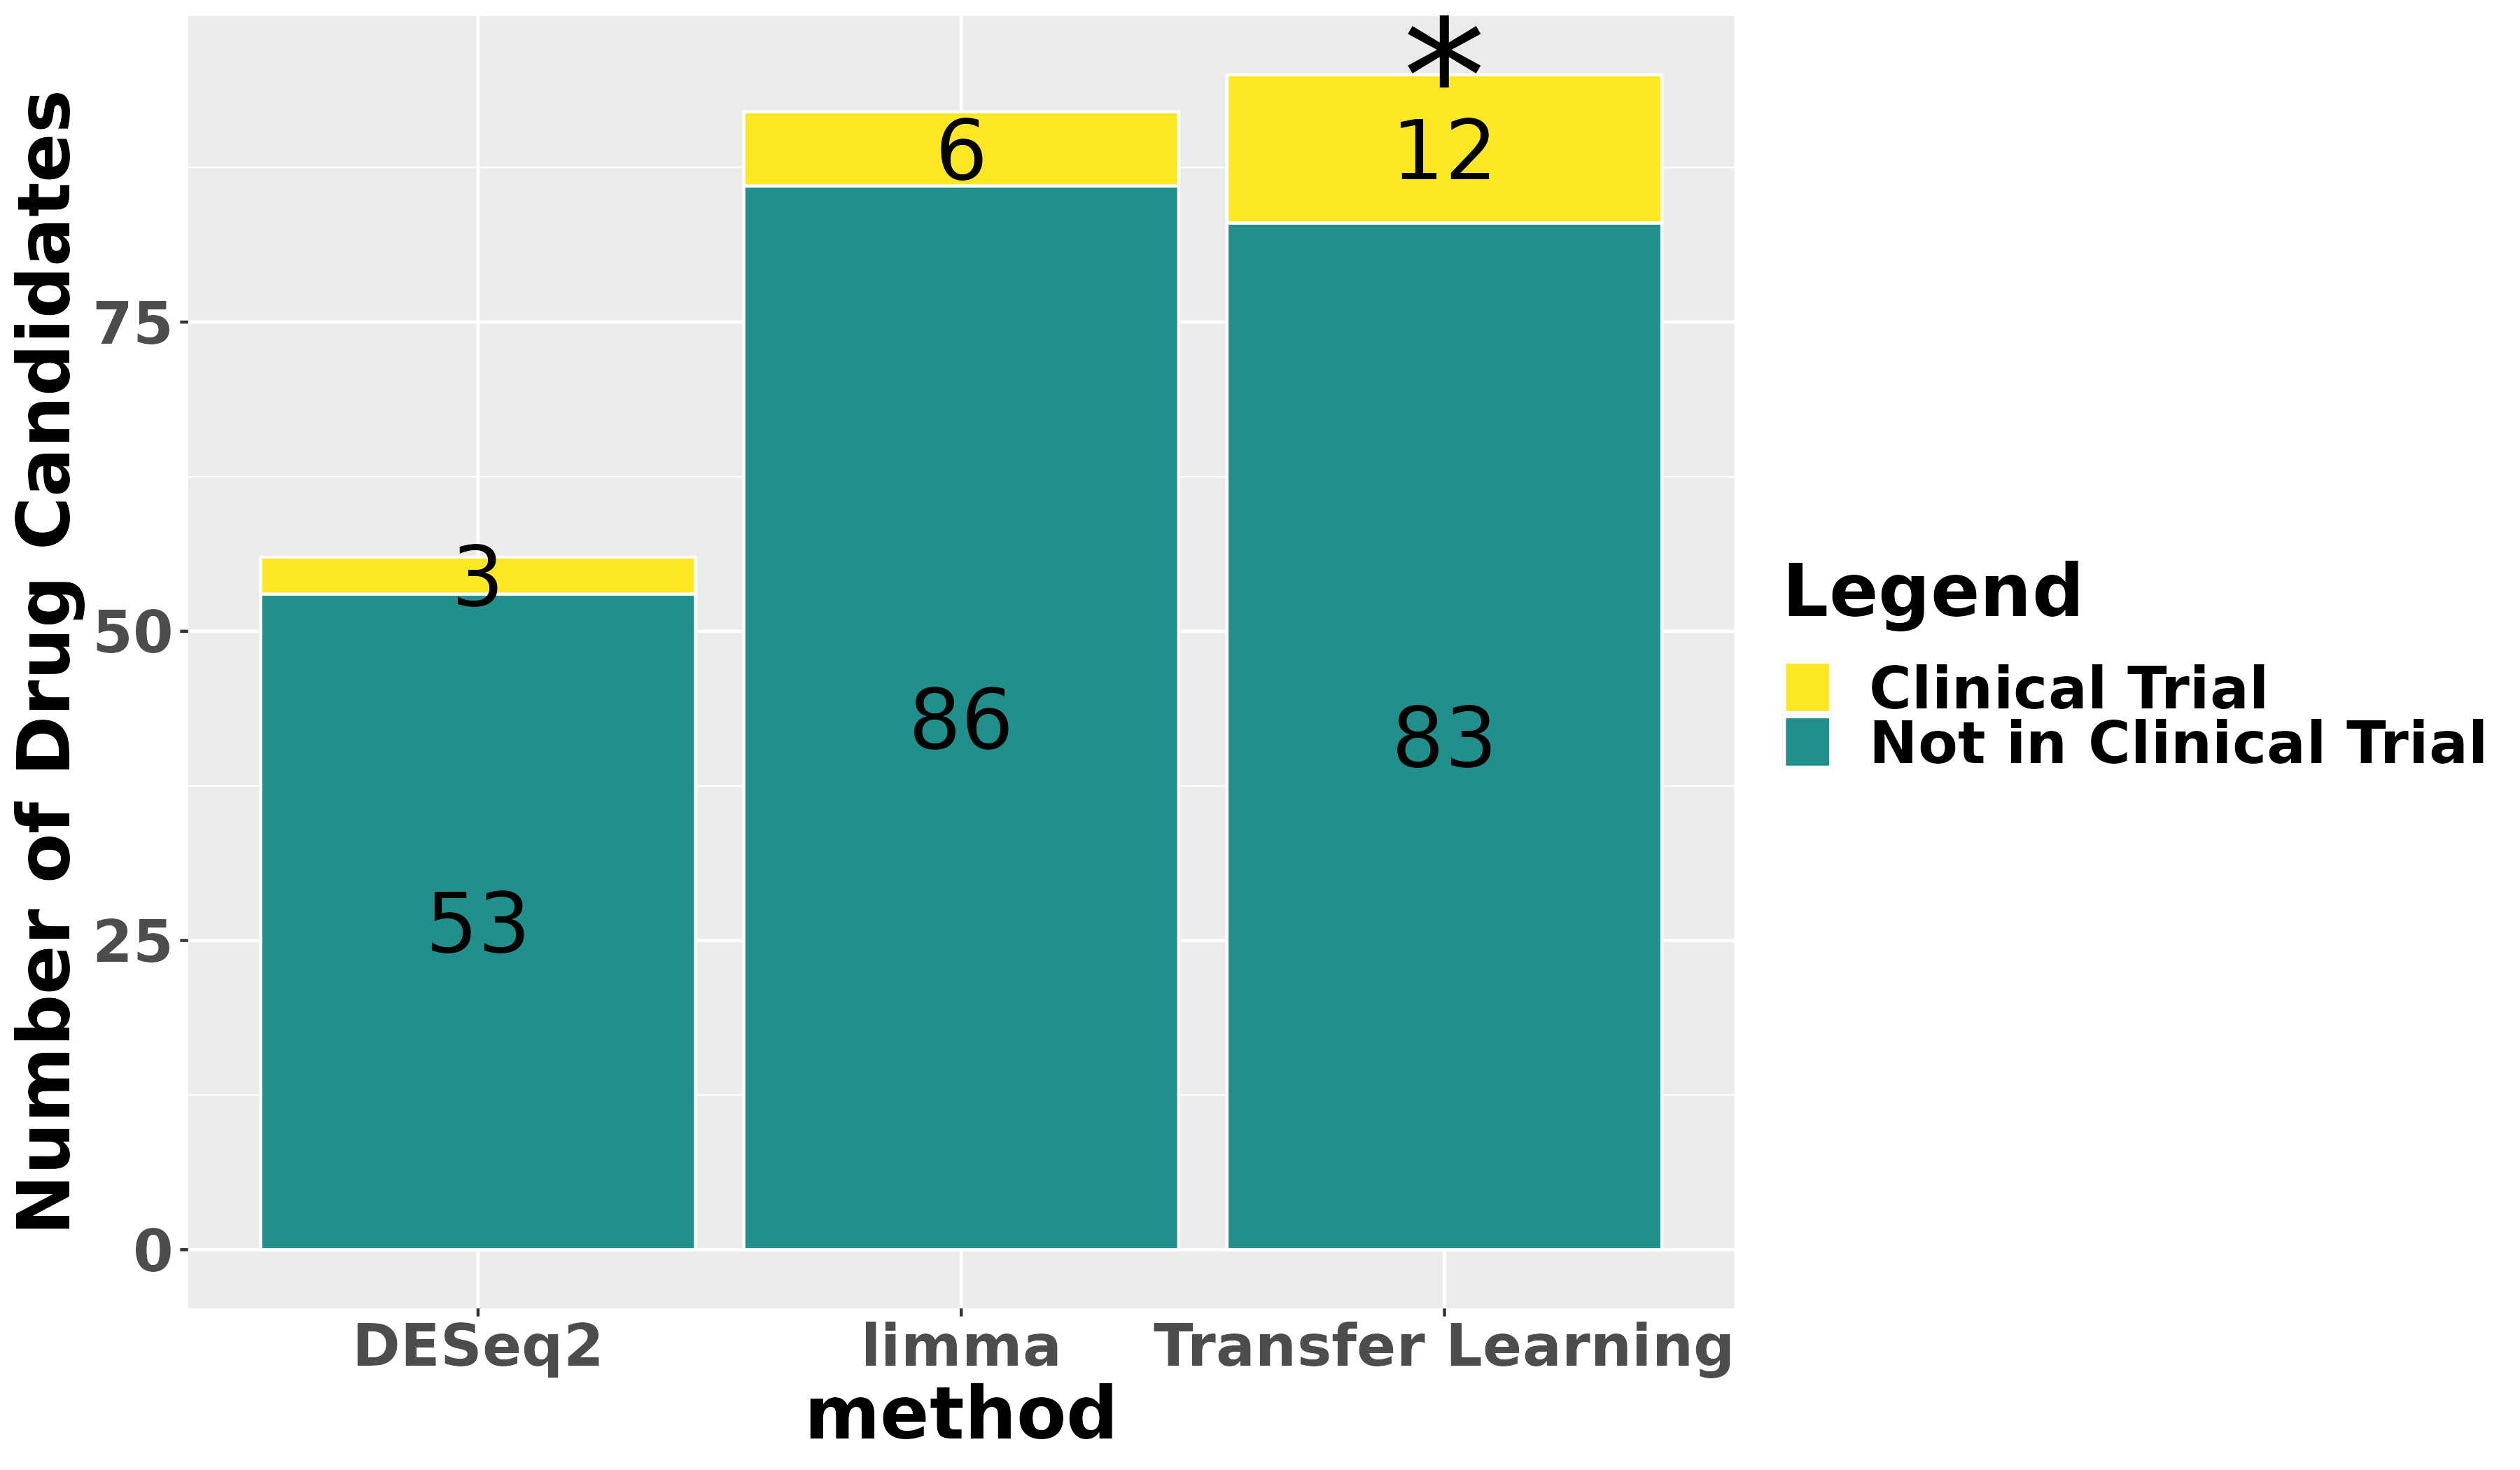 Number of Drug Candidates
75
50
25
0
*
3
53
6
86
12
83
DESeq2
limma
Transfer Learning
method
Legend
Clinical Trial
Not in Clinical Trial